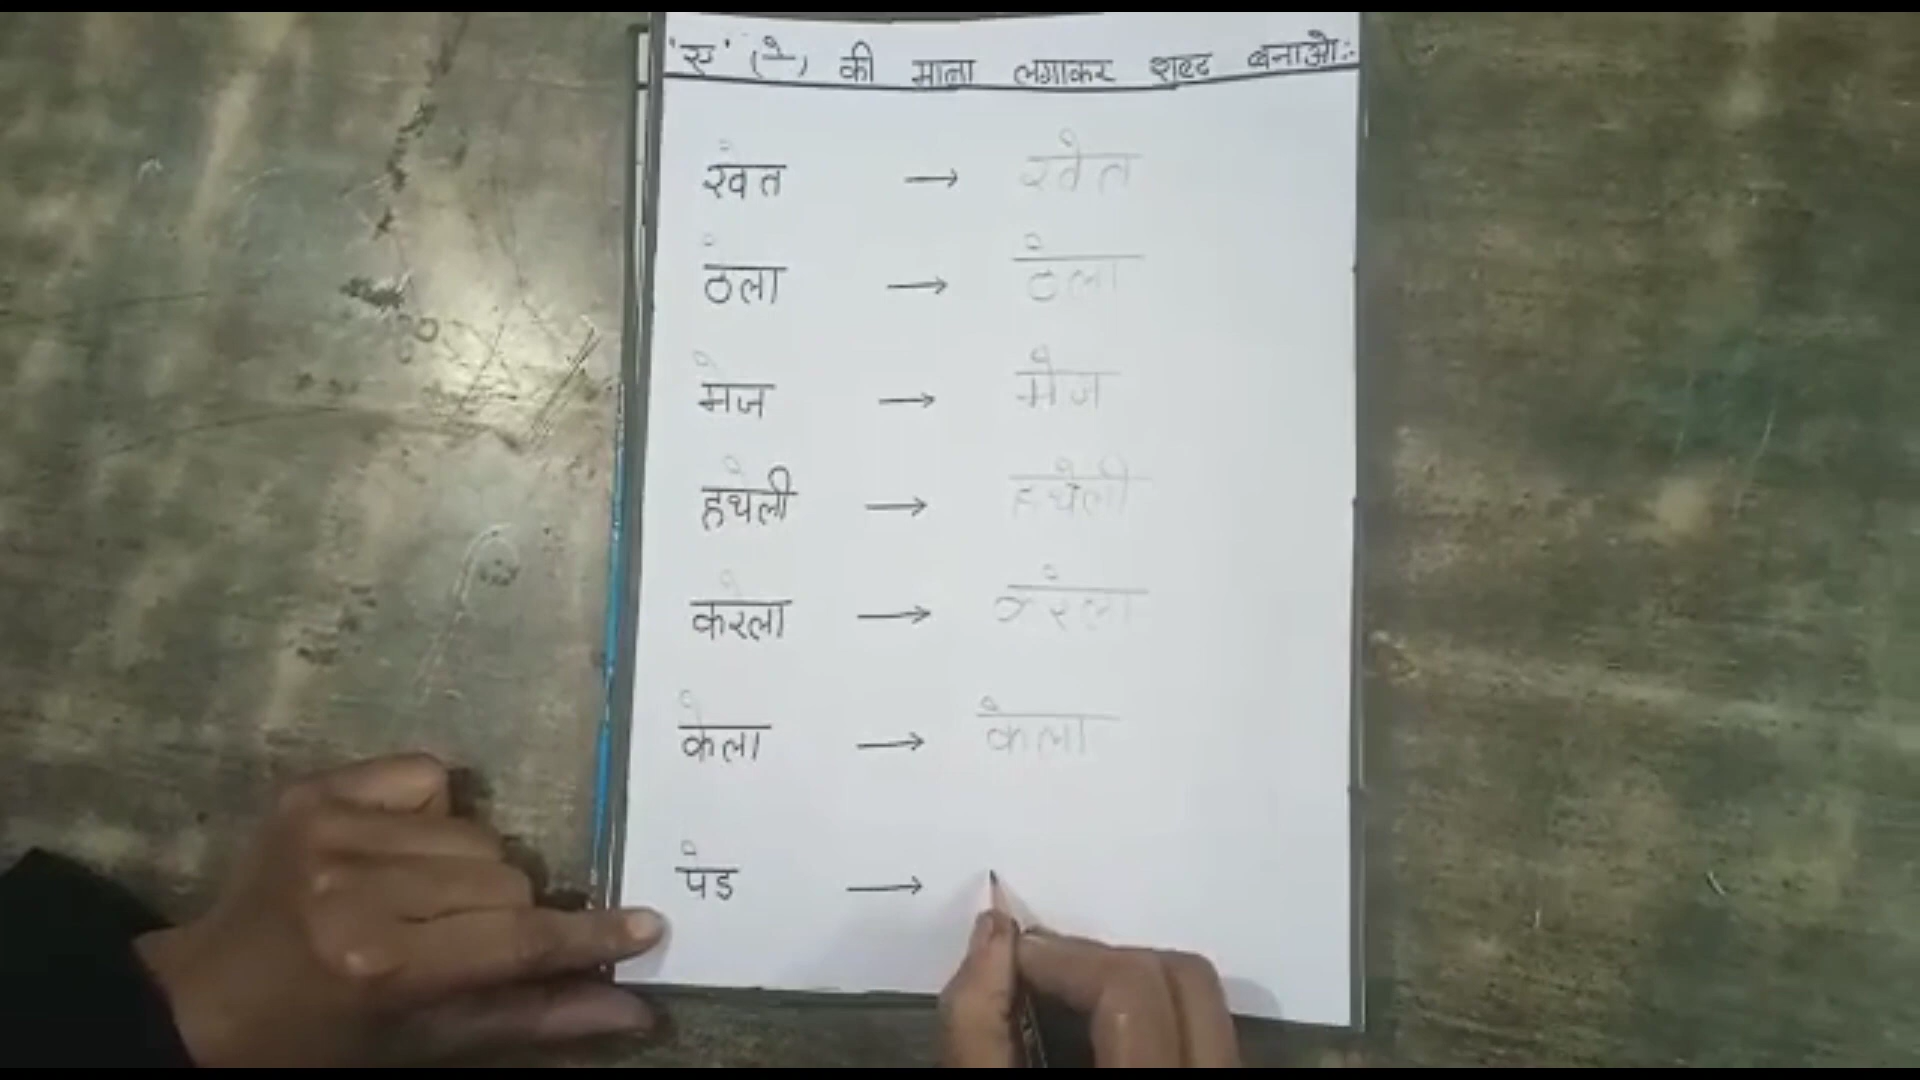 'ए' (े) की मात्रा लगाकर शब्द बनाओ:-
खेत → खेत
ठेला → ठेला
मेज → मेज
हथेली → हथेली
करेला → करेला
केला → केला
पेड →